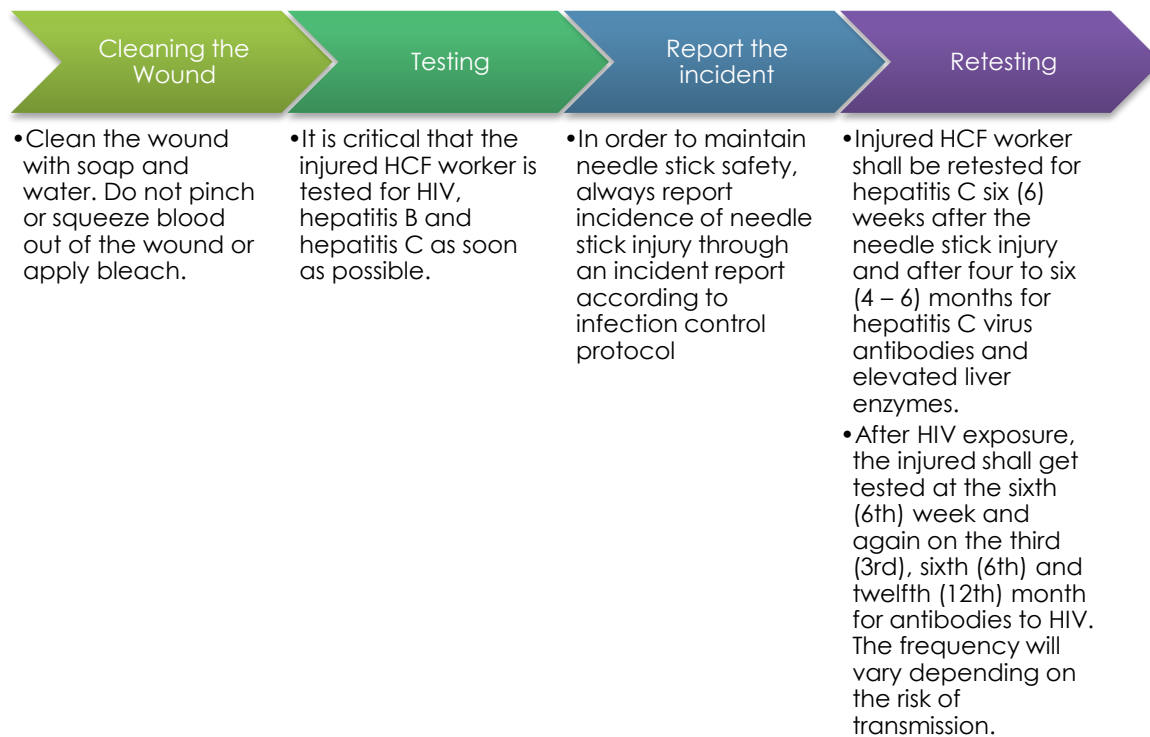 Cleaning the
Wound
Testing
Report the
incident
Retesting
•Clean the wound
with soap and
water. Do not pinch
or squeeze blood
out of the wound or
apply bleach.
•It is critical that the
injured HCF worker is
tested for HIV,
hepatitis B and
hepatitis C as soon
as possible.
•In order to maintain
needle stick safety,
always report
incidence of needle
stick injury through
an incident report
according to
infection control
protocol
•Injured HCF worker
shall be retested for
hepatitis C six (6)
weeks after the
needle stick injury
and after four to six
(4 – 6) months for
hepatitis C virus
antibodies and
elevated liver
enzymes.
•After HIV exposure,
the injured shall get
tested at the sixth
(6th) week and
again on the third
(3rd), sixth (6th) and
twelfth (12th) month
for antibodies to HIV.
The frequency will
vary depending on
the risk of
transmission.